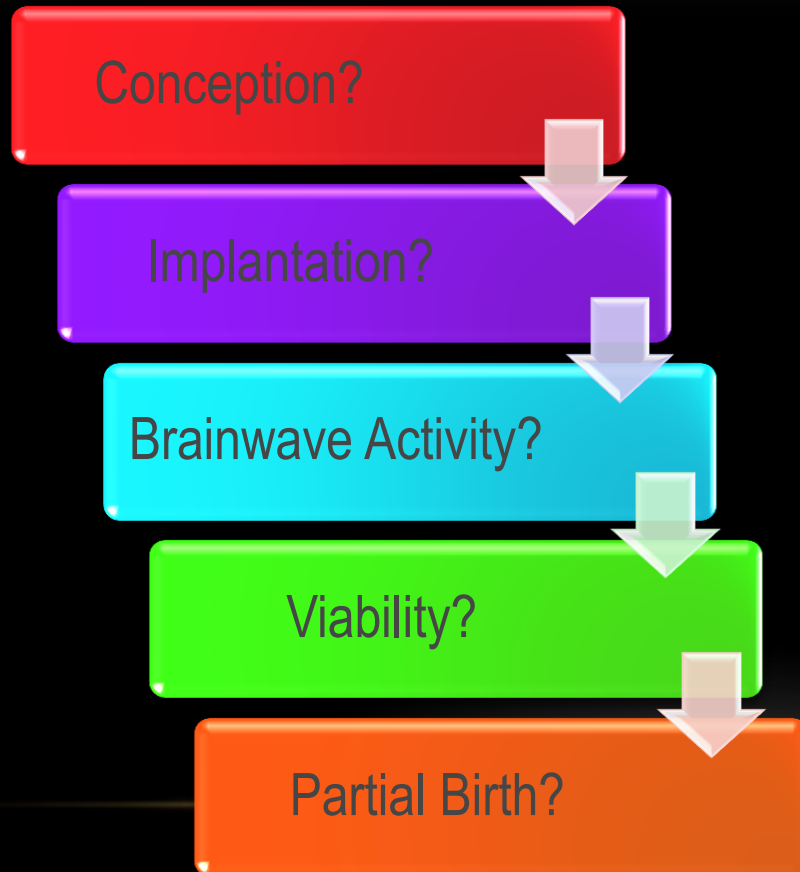 Conception?
Implantation?
Brainwave Activity?
Viability?
Partial Birth?